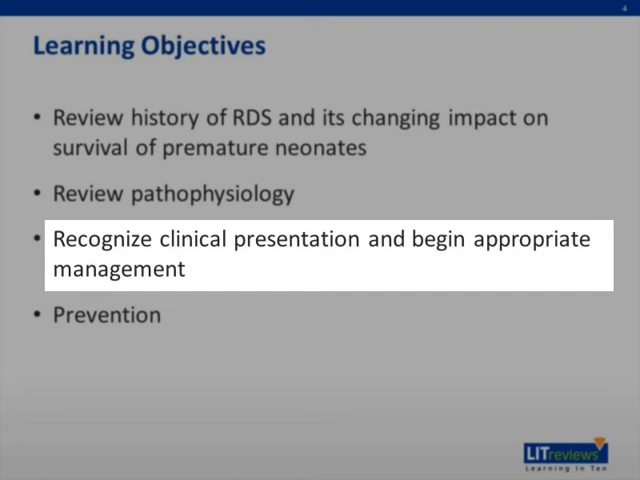 4
Learning Objectives
• Review history of RDS and its changing impact on
survival of premature neonates
• Review pathophysiology
• Recognize clinical presentation and begin appropriate
management
• Prevention
LITreviews
Learning In Ten